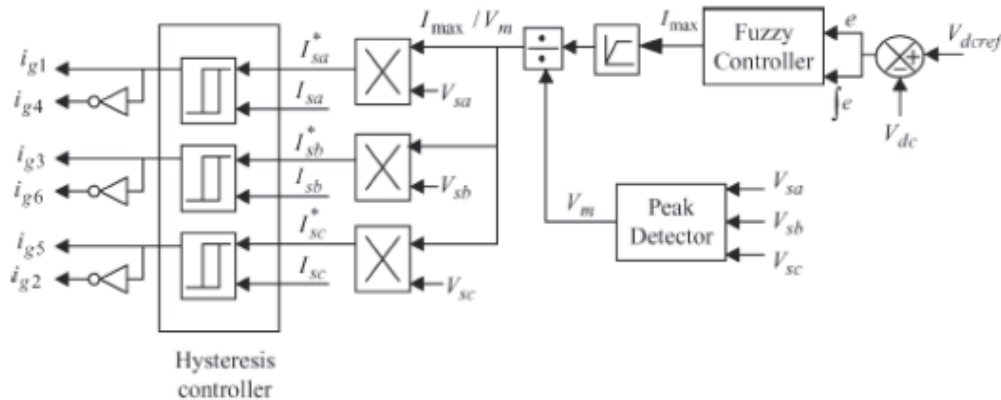 I_max / V_m
I_max
Fuzzy
Controller
e
∫e
V_dcref
+
−
V_dc
÷
i_g1
i_g4
I*_sa
I_sa
V_sa
i_g3
i_g6
I*_sb
I_sb
V_sb
i_g5
i_g2
I*_sc
I_sc
V_sc
V_m
Peak
Detector
V_sa
V_sb
V_sc
Hysteresis
controller